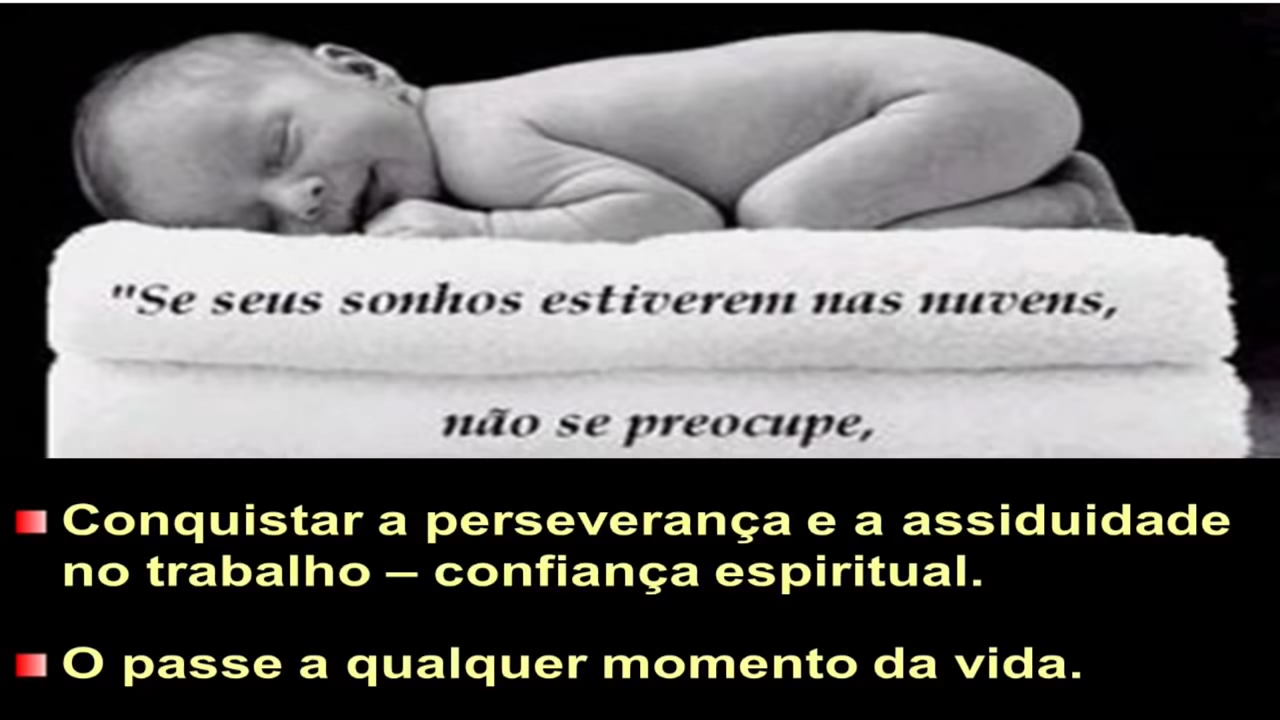 "Se seus sonhos estiverem nas nuvens,
não se preocupe,
Conquistar a perseverança e a assiduidade
no trabalho – confiança espiritual.
O passe a qualquer momento da vida.